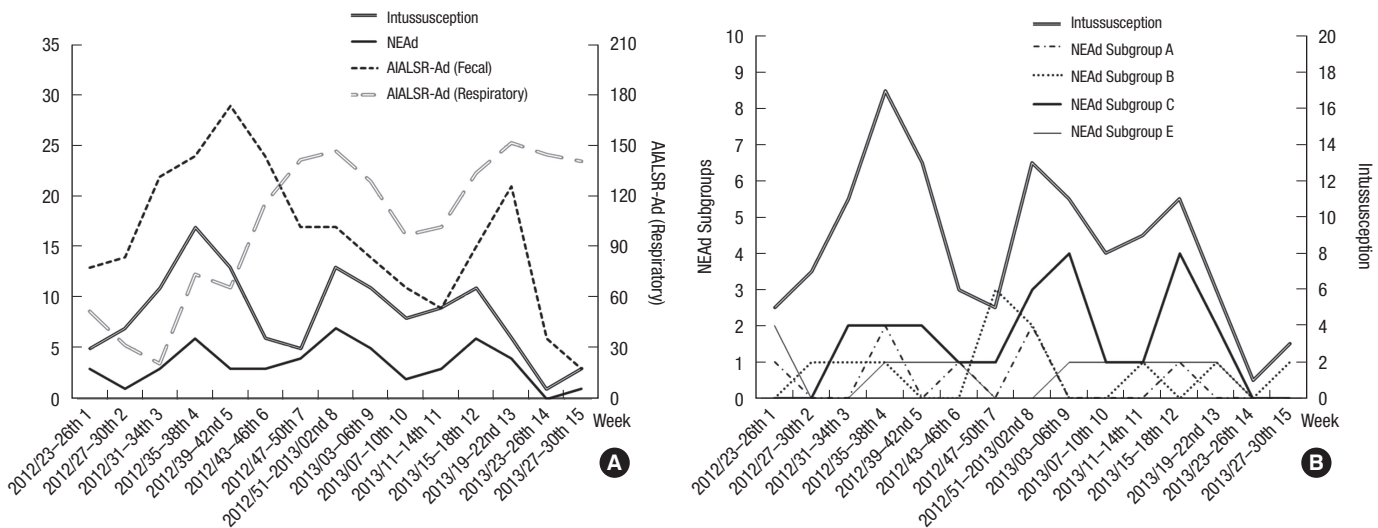 Intussusception
NEAd
AIALSR-Ad (Fecal)
AIALSR-Ad (Respiratory)
35
30
25
20
15
10
5
0
210
180
150
120
90
60
30
0
AIALSR-Ad (Respiratory)
2012/23–26th 1
2012/27–30th 2
2012/31–34th 3
2012/35–38th 4
2012/39–42nd 5
2012/43–46th 6
2012/47–50th 7
2012/51–2013/02nd 8
2013/03–06th 9
2013/07–10th 10
2013/11–14th 11
2013/15–18th 12
2013/19–22nd 13
2013/23–26th 14
2013/27–30th 15
Week
A
Intussusception
NEAd Subgroup A
NEAd Subgroup B
NEAd Subgroup C
NEAd Subgroup E
NEAd Subgroups
10
9
8
7
6
5
4
3
2
1
0
20
18
16
14
12
10
8
6
4
2
0
Intussusception
2012/23–26th 1
2012/27–30th 2
2012/31–34th 3
2012/35–38th 4
2012/39–42nd 5
2012/43–46th 6
2012/47–50th 7
2012/51–2013/02nd 8
2013/03–06th 9
2013/07–10th 10
2013/11–14th 11
2013/15–18th 12
2013/19–22nd 13
2013/23–26th 14
2013/27–30th 15
Week
B